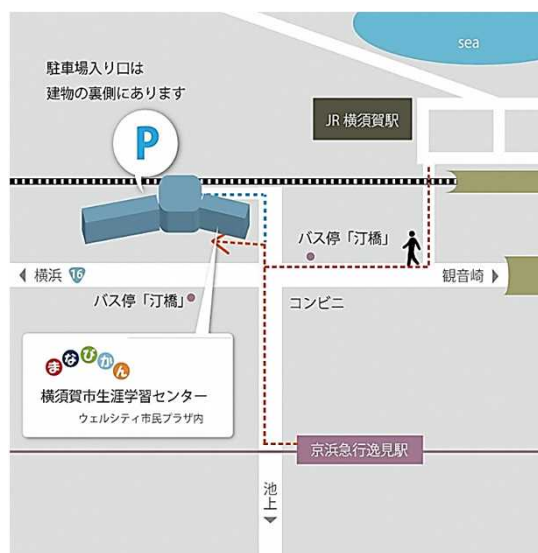 sea
駐車場入り口は
建物の裏側にあります
JR 横須賀駅
P
バス停「汀橋」
横浜 16
観音崎
バス停「汀橋」
コンビニ
まなびかん
横須賀市生涯学習センター
ウェルシティ市民プラザ内
京浜急行逸見駅
池上